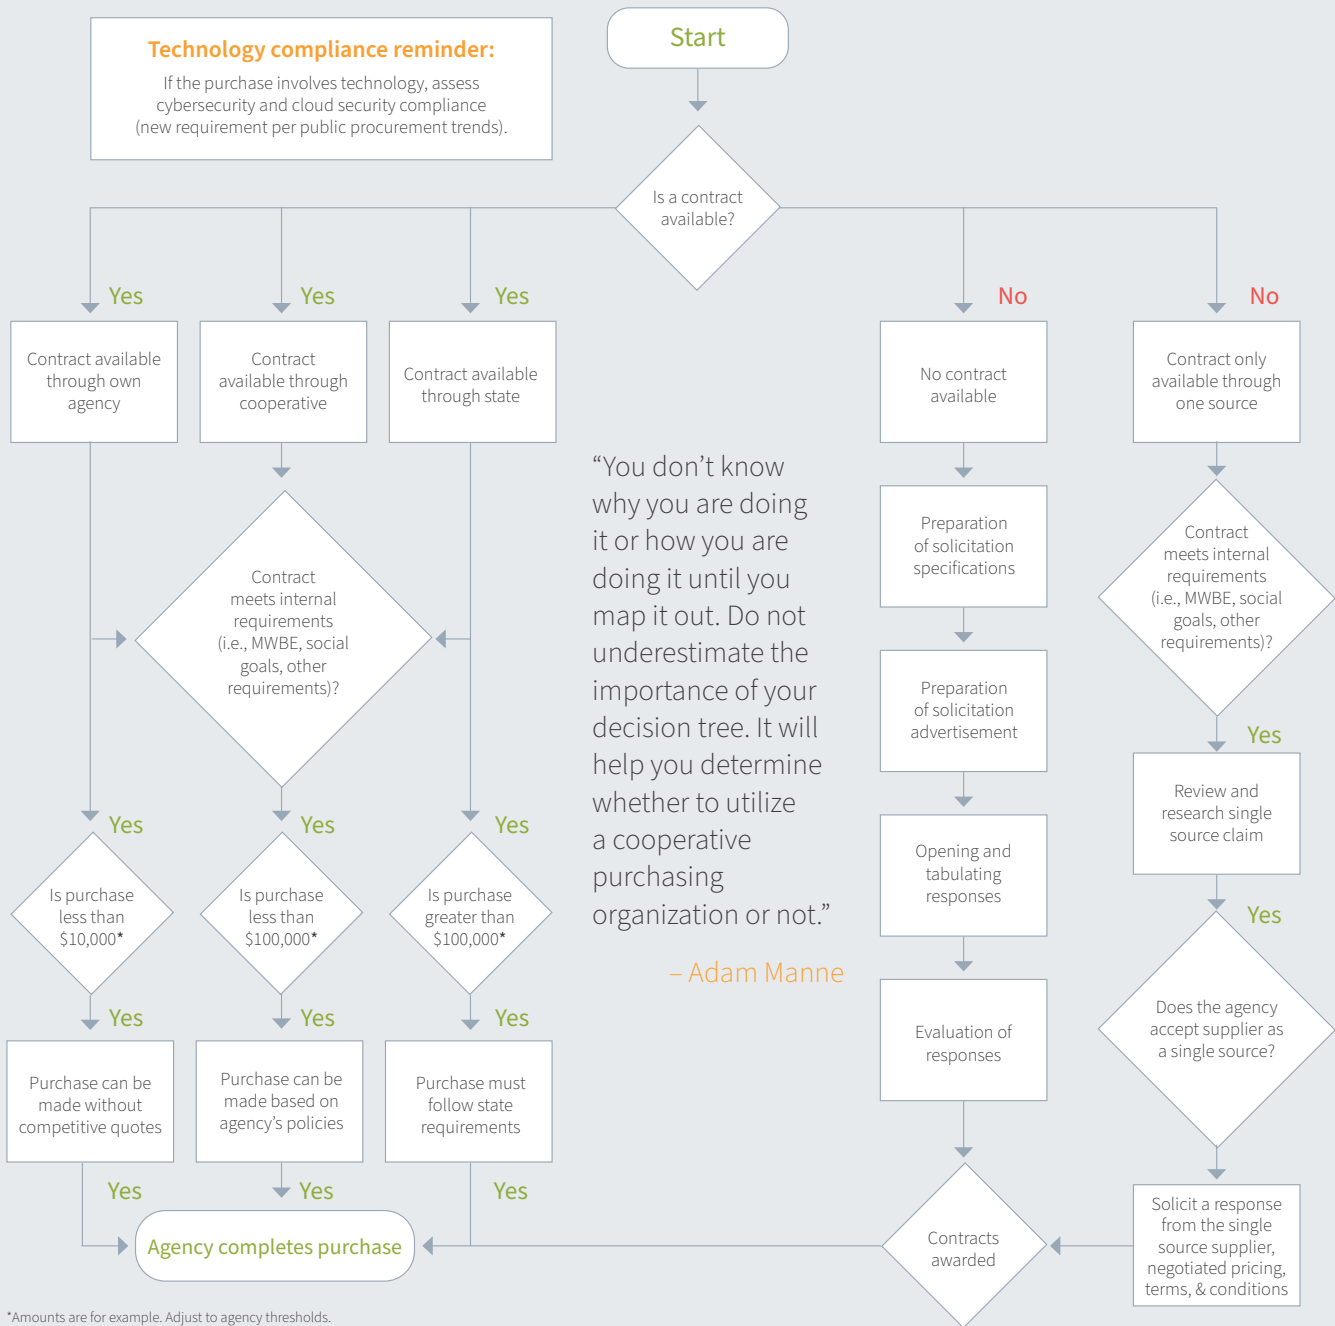 Technology compliance reminder:
If the purchase involves technology, assess
cybersecurity and cloud security compliance
(new requirement per public procurement trends).
Start
Is a contract
available?
Yes
Yes
Yes
No
No
Contract available
through own
agency
Contract
available through
cooperative
Contract available
through state
No contract
available
Contract only
available through
one source
Contract
meets internal
requirements
(i.e., MWBE, social
goals, other
requirements)?
“You don’t know
why you are doing
it or how you are
doing it until you
map it out. Do not
underestimate the
importance of your
decision tree. It will
help you determine
whether to utilize
a cooperative
purchasing
organization or not.”
– Adam Manne
Preparation
of solicitation
specifications
Contract
meets internal
requirements
(i.e., MWBE, social
goals, other
requirements)?
Preparation
of solicitation
advertisement
Yes
Review and
research single
source claim
Yes
Yes
Yes
Opening and
tabulating
responses
Yes
Is purchase
less than
$10,000*
Is purchase
less than
$100,000*
Is purchase
greater than
$100,000*
Evaluation of
responses
Does the agency
accept supplier as
a single source?
Yes
Yes
Yes
Purchase can be
made without
competitive quotes
Purchase can be
made based on
agency’s policies
Purchase must
follow state
requirements
Yes
Yes
Yes
Agency completes purchase
Contracts
awarded
Solicit a response
from the single
source supplier,
negotiated pricing,
terms, & conditions
*Amounts are for example. Adjust to agency thresholds.